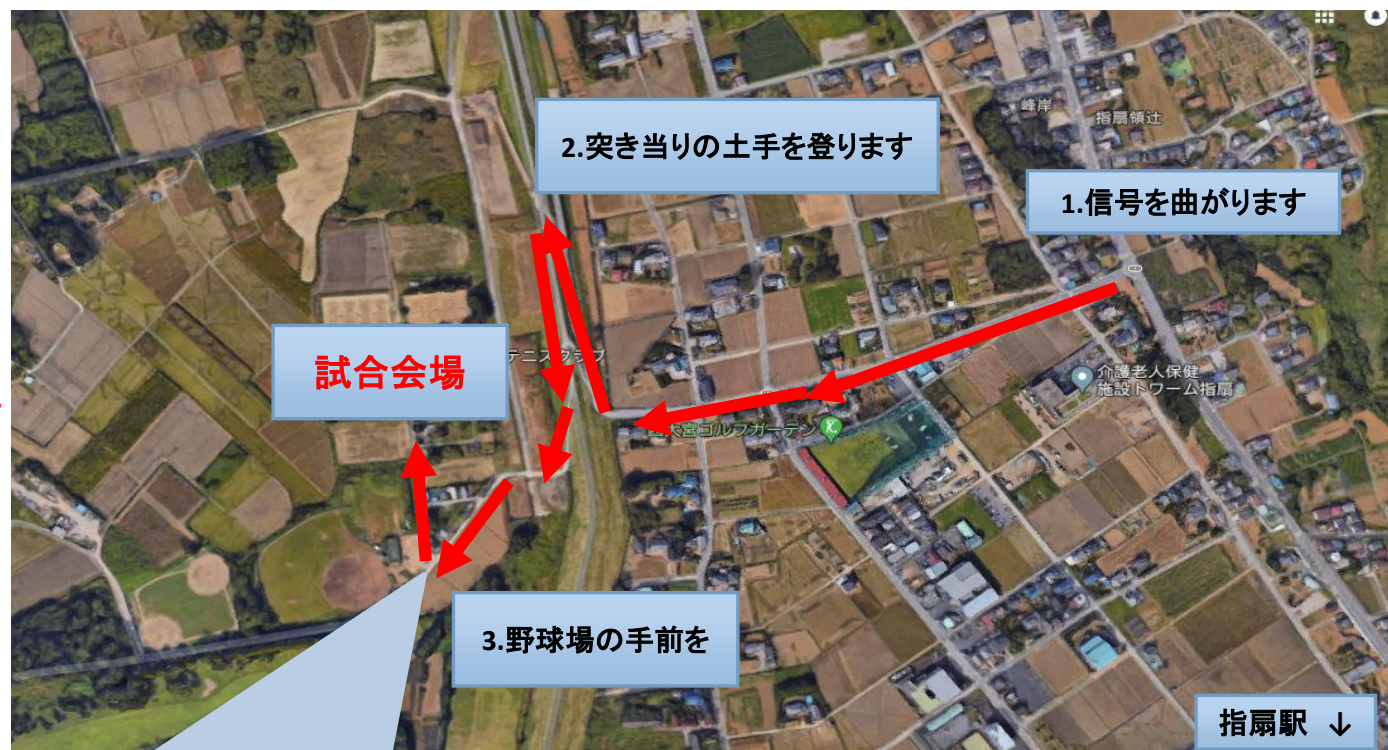 2.突き当りの土手を登ります
峰岸
指扇領辻
1.信号を曲がります
試合会場
テニスクラブ
介護老人保健
施設トワーム指扇
大宮ゴルフガーデン
3.野球場の手前を
指扇駅 ↓